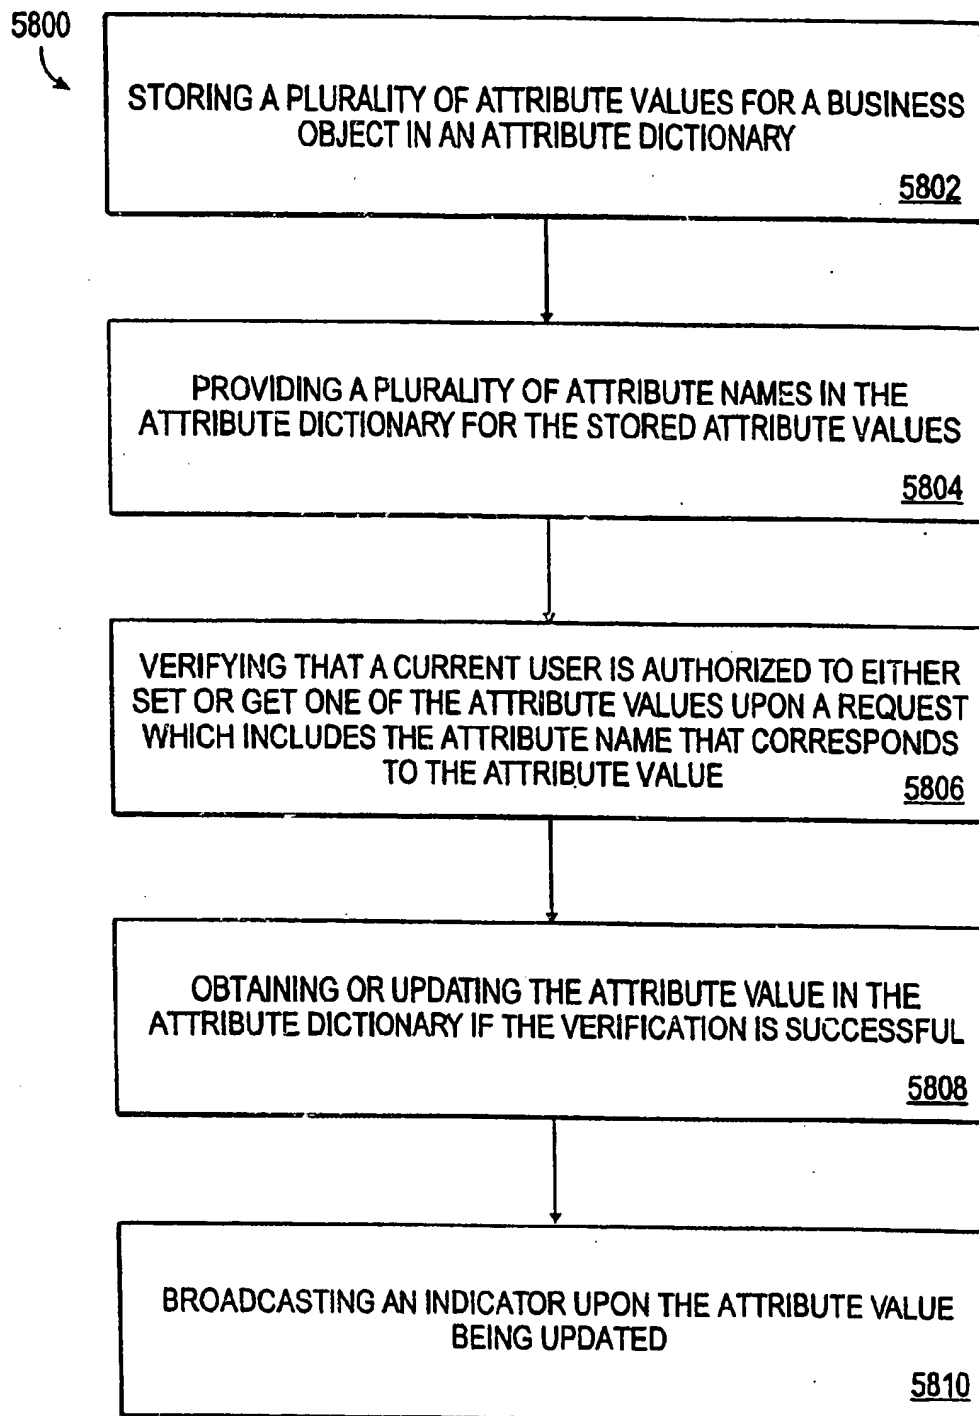 5800
STORING A PLURALITY OF ATTRIBUTE VALUES FOR A BUSINESS
OBJECT IN AN ATTRIBUTE DICTIONARY
5802
PROVIDING A PLURALITY OF ATTRIBUTE NAMES IN THE
ATTRIBUTE DICTIONARY FOR THE STORED ATTRIBUTE VALUES
5804
VERIFYING THAT A CURRENT USER IS AUTHORIZED TO EITHER
SET OR GET ONE OF THE ATTRIBUTE VALUES UPON A REQUEST
WHICH INCLUDES THE ATTRIBUTE NAME THAT CORRESPONDS
TO THE ATTRIBUTE VALUE
5806
OBTAINING OR UPDATING THE ATTRIBUTE VALUE IN THE
ATTRIBUTE DICTIONARY IF THE VERIFICATION IS SUCCESSFUL
5808
BROADCASTING AN INDICATOR UPON THE ATTRIBUTE VALUE
BEING UPDATED
5810